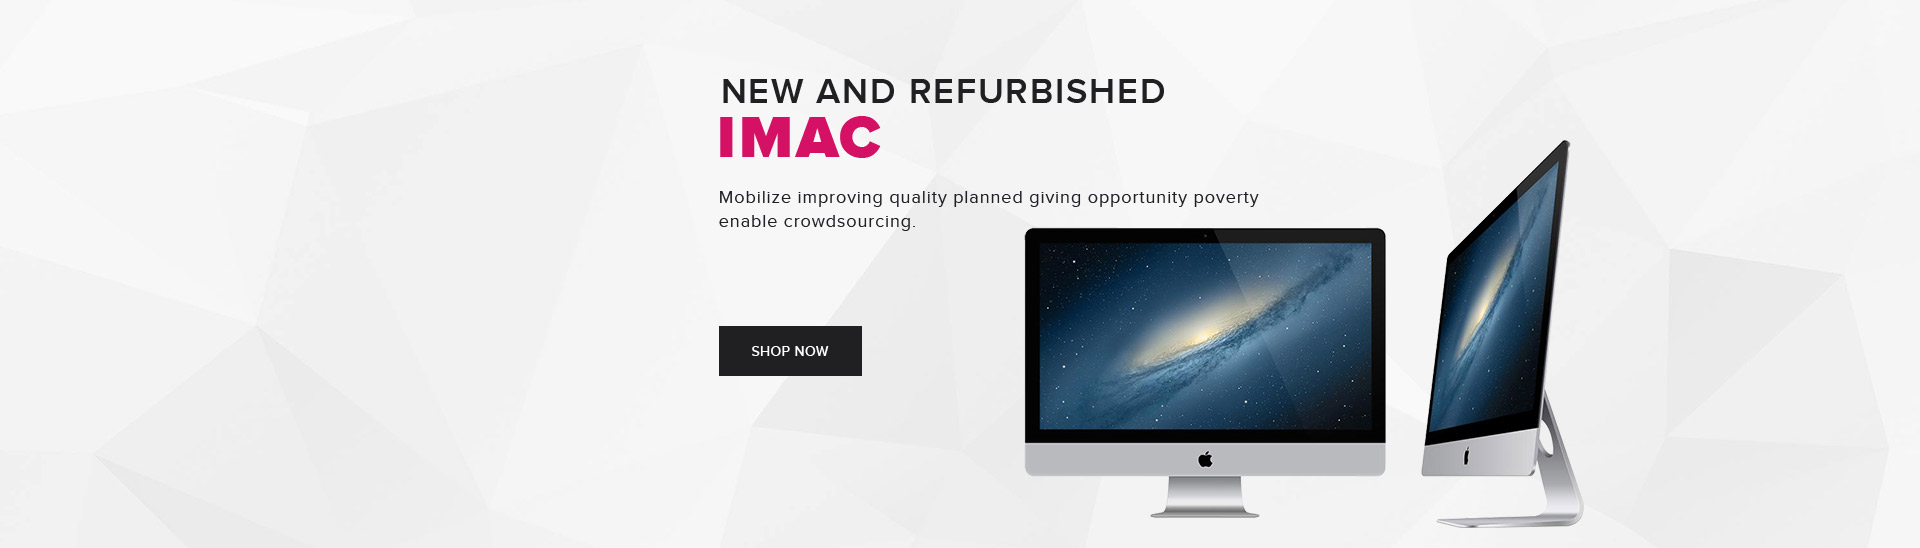 NEW AND REFURBISHED
IMAC
Mobilize improving quality planned giving opportunity poverty
enable crowdsourcing.
SHOP NOW